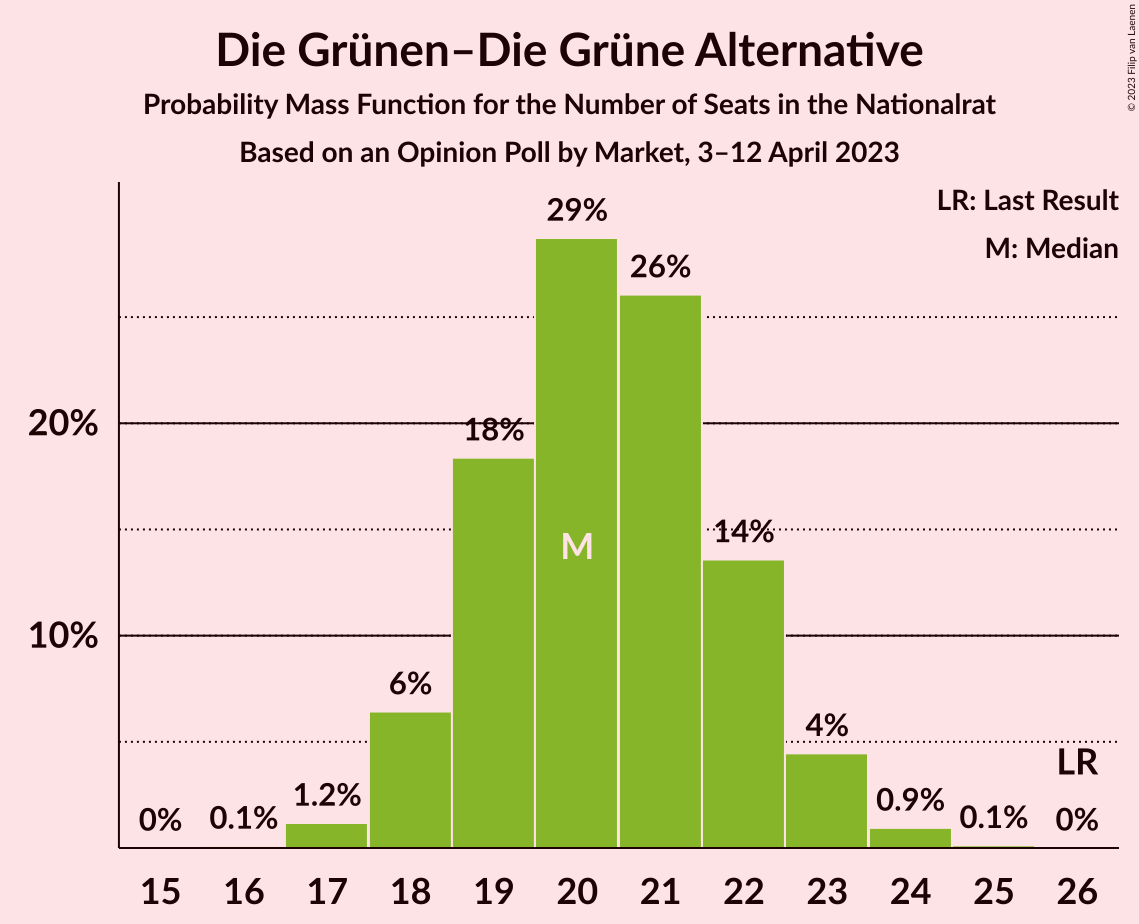 Die Grünen–Die Grüne Alternative
Probability Mass Function for the Number of Seats in the Nationalrat
Based on an Opinion Poll by Market, 3–12 April 2023
© 2023 Filip van Laenen
LR: Last Result
M: Median
20%
10%
0%
0.1%
1.2%
6%
18%
29%
26%
14%
4%
0.9%
0.1%
0%
M
LR
15 16 17 18 19 20 21 22 23 24 25 26